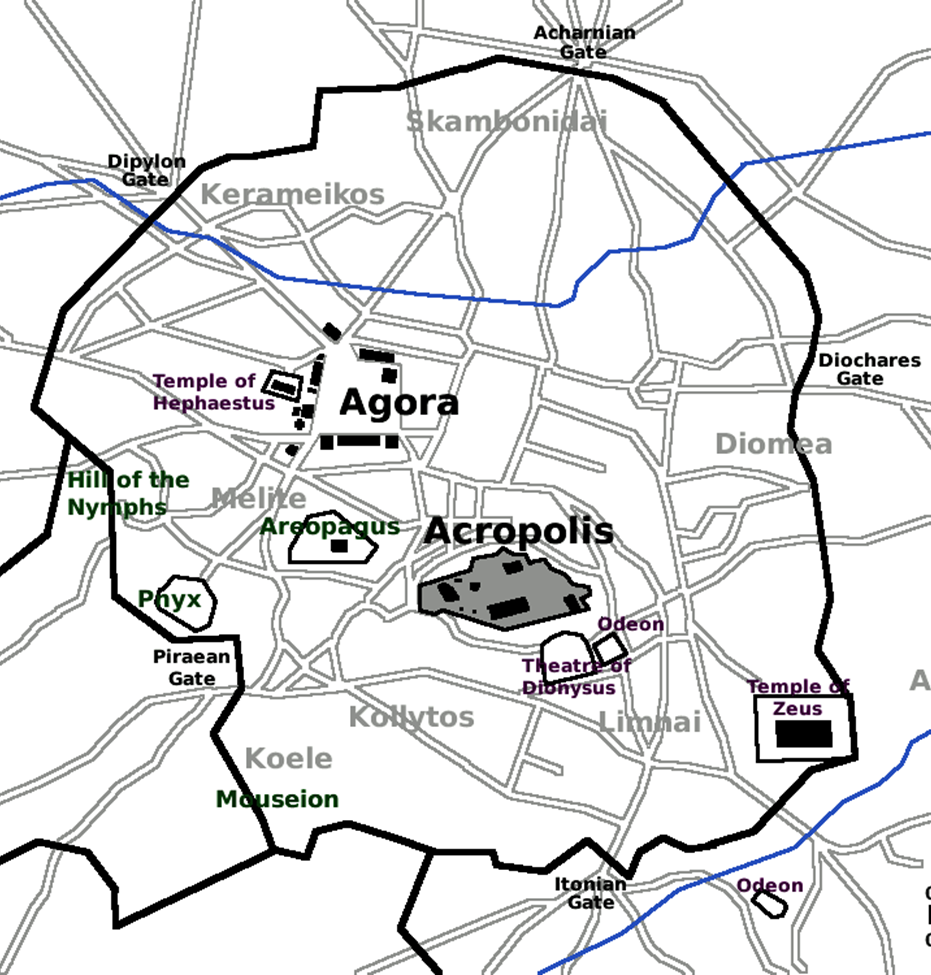 Acharnian
Gate
Skambonidai
Dipylon
Gate
Kerameikos
Diochares
Gate
Temple of
Hephaestus
Agora
Diomea
Hill of the
Nymphs
Melite
Areopagus
Acropolis
Pnyx
Odeon
Piraean
Gate
Theatre of
Dionysus
Temple of
Zeus
A
Kollytos
Limnai
Koele
Mouseion
Itonian
Gate
Odeon